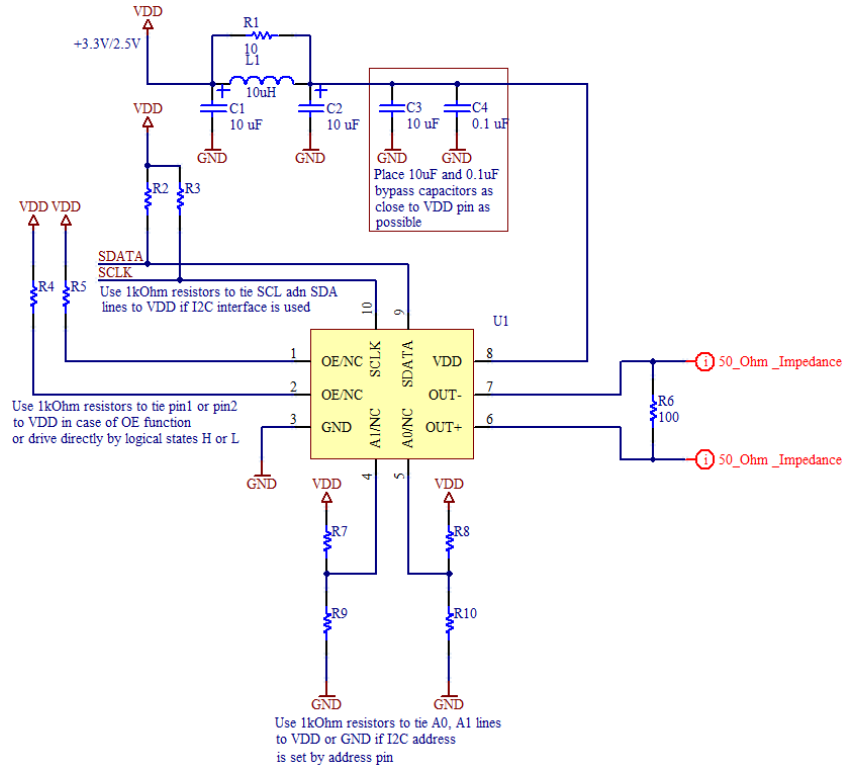 VDD
+3.3V/2.5V
R1
10
L1
10uH
C1
10 uF
C2
10 uF
C3
10 uF
C4
0.1 uF
GND
GND
GND
GND
Place 10uF and 0.1uF
bypass capacitors as
close to VDD pin as
possible
VDD
R2
R3
VDD
VDD
SDATA
SCLK
R4
R5
Use 1kOhm resistors to tie SCL adn SDA
lines to VDD if I2C interface is used
10
9
U1
1
OE/NC
SCLK
SDATA
VDD
8
50_Ohm _Impedance
2
OE/NC
OUT-
7
R6
100
Use 1kOhm resistors to tie pin1 or pin2
to VDD in case of OE function
or drive directly by logical states H or L
3
GND
A1/NC
A0/NC
OUT+
6
50_Ohm _Impedance
GND
4
5
VDD
VDD
R7
R8
R9
R10
GND
GND
Use 1kOhm resistors to tie A0, A1 lines
to VDD or GND if I2C address
is set by address pin